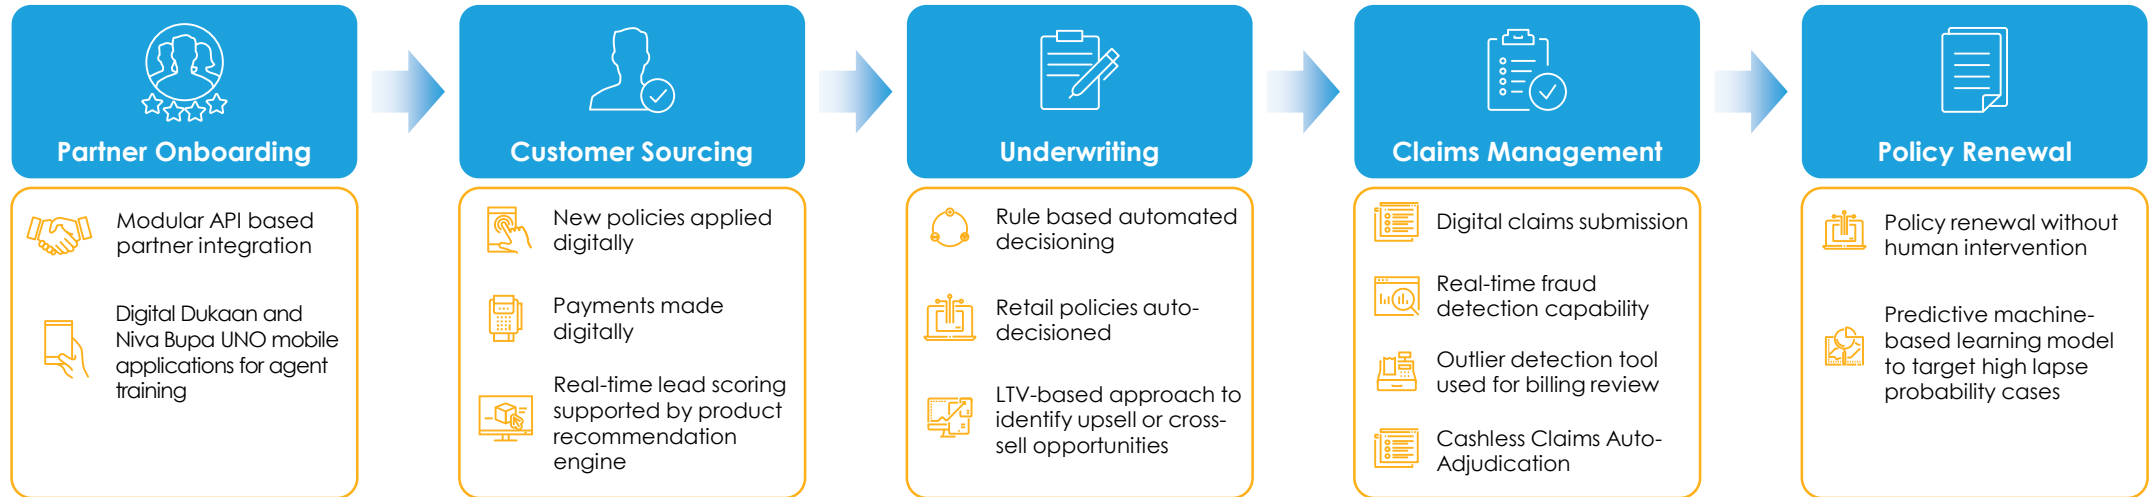 Partner Onboarding
Modular API based
partner integration
Digital Dukaan and
Niva Bupa UNO mobile
applications for agent
training
Customer Sourcing
New policies applied
digitally
Payments made
digitally
Real-time lead scoring
supported by product
recommendation
engine
Underwriting
Rule based automated
decisioning
Retail policies auto-
decisioned
LTV-based approach to
identify upsell or cross-
sell opportunities
Claims Management
Digital claims submission
Real-time fraud
detection capability
Outlier detection tool
used for billing review
Cashless Claims Auto-
Adjudication
Policy Renewal
Policy renewal without
human intervention
Predictive machine-
based learning model
to target high lapse
probability cases